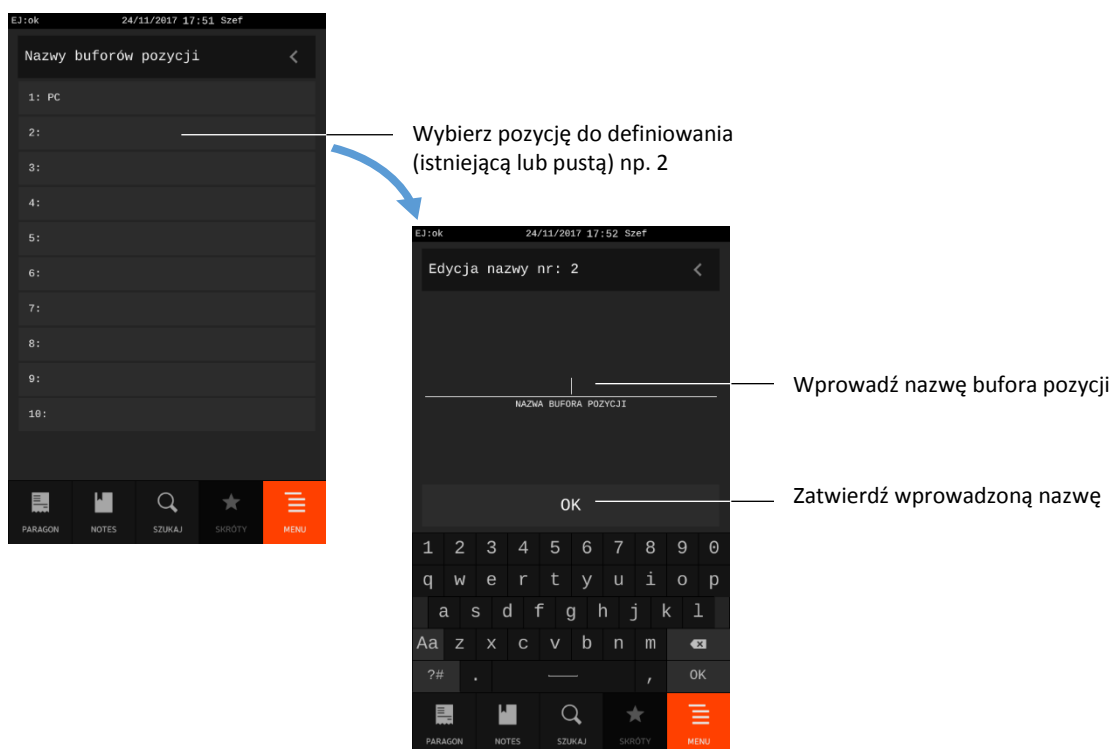 EJ:ok 24/11/2017 17:51 Szef
Nazwy buforów pozycji
1: PC
2:
3:
4:
5:
6:
7:
8:
9:
10:
PARAGON NOTES SZUKAJ SKRÓTY MENU
Wybierz pozycję do definiowania
(istniejącą lub pustą) np. 2
EJ:ok 24/11/2017 17:52 Szef
Edycja nazwy nr: 2
NAZWA BUFORA POZYCJI
Wprowadź nazwę bufora pozycji
OK
Zatwierdź wprowadzoną nazwę
1 2 3 4 5 6 7 8 9 0
q w e r t y u i o p
a s d f g h j k l
Aa z x c v b n m
?# . , OK
PARAGON NOTES SZUKAJ SKRÓTY MENU